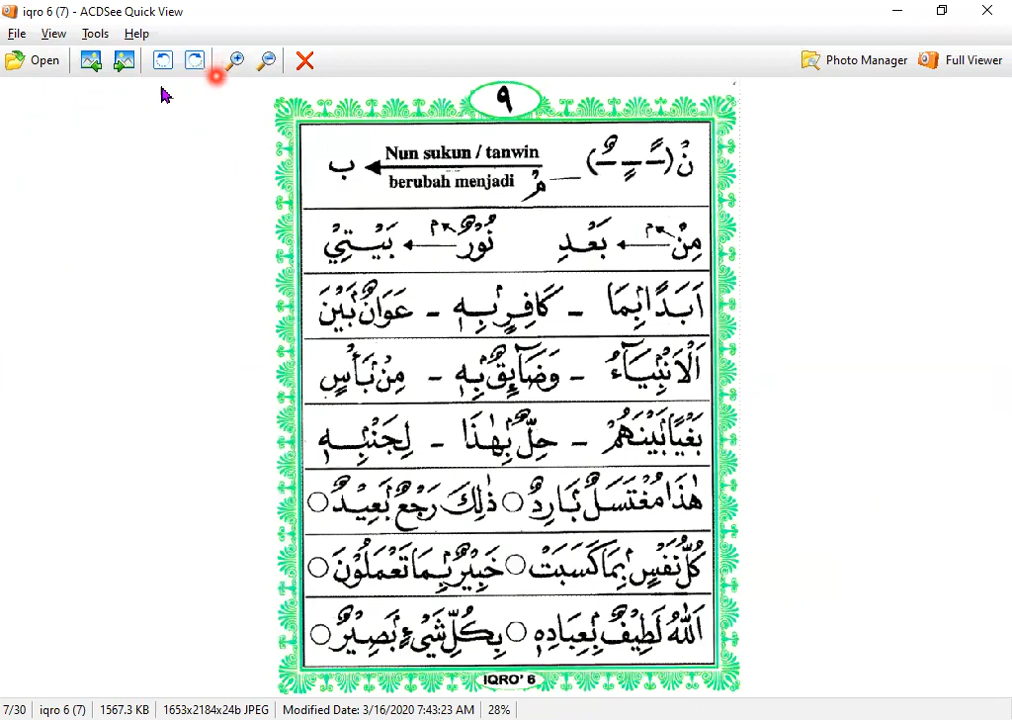 iqro 6 (7) - ACDSee Quick View
File View Tools Help
Open Photo Manager Full Viewer
٩
نْ (ـًـ ـٍـ ـٌـ) ـــ مْ Nun sukun / tanwin berubah menjadi ب
مِنْۢ م بَعْدِ نُوْرٌ م بَيْتِيْ
اَبَدًۢا بِمَا - كَافِرٍۢ بِهٖ - عَوَانٌۢ بَيْنَ
اَلْاَنْۢبِيَآءُ - وَضَآئِقٌۢ بِهٖ - مِنْۢ بَأْسٍ
بَغْيًۢا بَيْنَهُمْ - حِلٌّۢ بِهٰذَا - لِجَنْۢبِهٖ
هٰذَا مُغْتَسَلٌۢ بَارِدٌ ○ ذٰلِكَ رَجْعٌۢ بَعِيْدٌ ○
كُلُّ نَفْسٍۢ بِمَا كَسَبَتْ ○ خَبِيْرٌۢ بِمَا تَعْمَلُوْنَ ○
اَللّٰهُ لَطِيْفٌۢ بِعِبَادِهٖ ○ بِكُلِّ شَيْءٍۢ بَصِيْرٌ ○
IQRO' 6
7/30 iqro 6 (7) 1567.3 KB 1653x2184x24b JPEG Modified Date: 3/16/2020 7:43:23 AM 28%